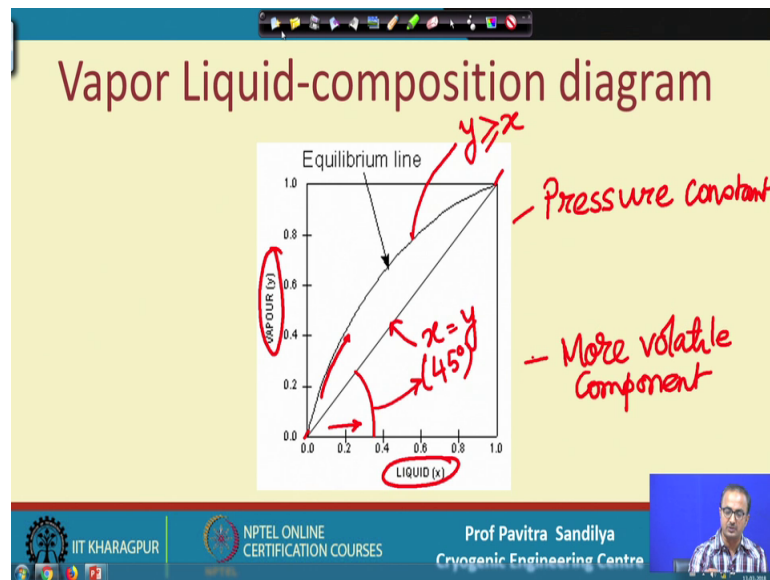 Vapor Liquid-composition diagram
y ≥ x
Equilibrium line
Pressure constant
1.0
0.8
0.6
0.4
0.2
0.0
VAPOUR (y)
x = y
(45°)
More volatile
Component
0.0 0.2 0.4 0.6 0.8 1.0
LIQUID (x)
IIT KHARAGPUR
NPTEL ONLINE
CERTIFICATION COURSES
Prof Pavitra Sandilya
Cryogenic Engineering Centre